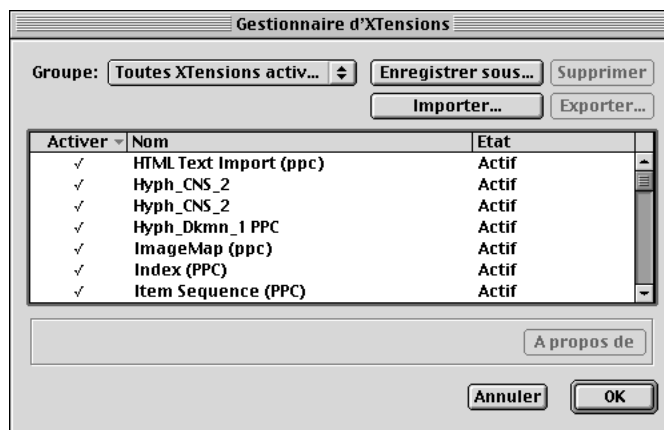 Gestionnaire d'XTensions
Groupe: Toutes XTensions activ... Enregistrer sous... Supprimer
Importer... Exporter...
Activer Nom Etat
√ HTML Text Import (ppc) Actif
√ Hyph_CNS_2 Actif
√ Hyph_CNS_2 Actif
√ Hyph_Dkmn_1 PPC Actif
√ ImageMap (ppc) Actif
√ Index (PPC) Actif
√ Item Sequence (PPC) Actif
A propos de
Annuler OK